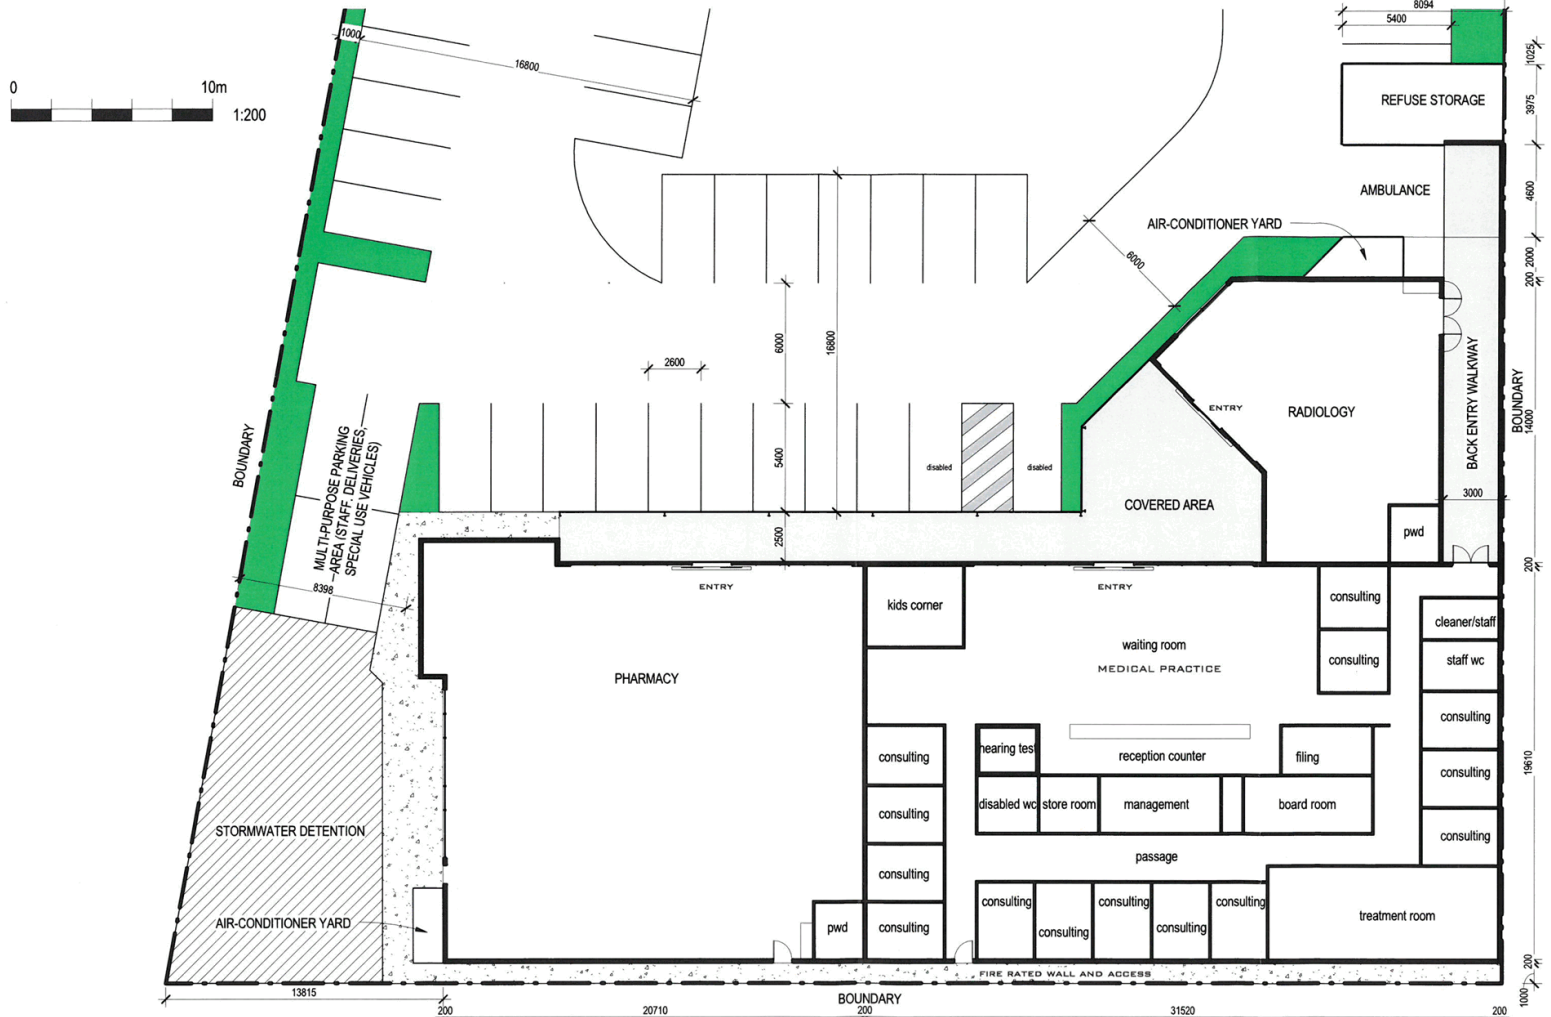 8094
5400
1000
16800
1025
0 10m
1:200
REFUSE STORAGE
3975
AMBULANCE
4600
AIR-CONDITIONER YARD
6000
2000
200
6000
16800
2600
BACK ENTRY WALKWAY
BOUNDARY
14000
ENTRY
RADIOLOGY
BOUNDARY
MULTI-PURPOSE PARKING
AREA (STAFF, DELIVERIES,
SPECIAL USE VEHICLES)
5400
disabled
disabled
3000
COVERED AREA
pwd
2500
200
8398
ENTRY
ENTRY
kids corner
consulting
cleaner/staff
waiting room
MEDICAL PRACTICE
consulting
staff wc
PHARMACY
consulting
hearing test
reception counter
filing
consulting
consulting
19610
disabled wc
store room
management
board room
consulting
consulting
STORMWATER DETENTION
passage
consulting
consulting
consulting
consulting
consulting
consulting
treatment room
AIR-CONDITIONER YARD
pwd
consulting
200
FIRE RATED WALL AND ACCESS
13815
BOUNDARY
1000
200
20710
200
31520
200